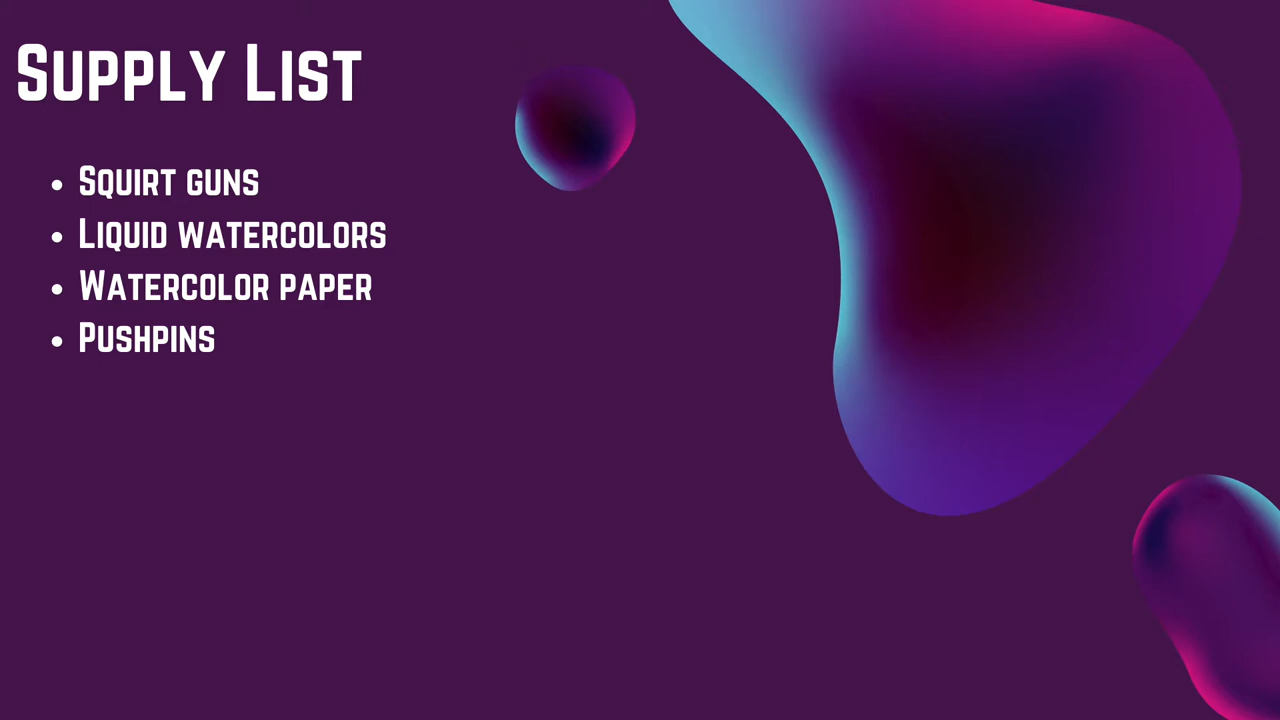 Supply List
• Squirt guns
• Liquid watercolors
• Watercolor paper
• Pushpins